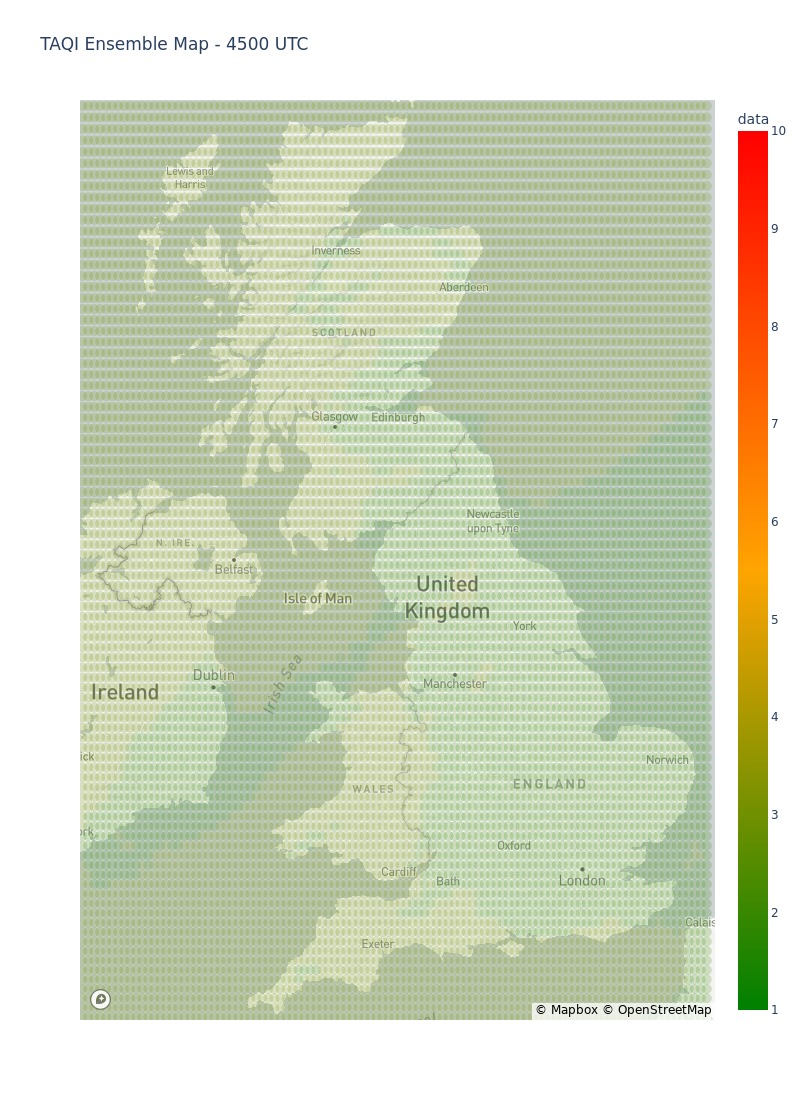 TAQI Ensemble Map - 4500 UTC
data
10
9
8
7
6
5
4
3
2
1
Lewis and
Harris
Inverness
Aberdeen
SCOTLAND
Glasgow
Edinburgh
Newcastle
upon Tyne
N. IRE.
Belfast
Isle of Man
United
Kingdom
York
Dublin
Irish Sea
Manchester
Ireland
ick
Norwich
WALES
ENGLAND
ork
Oxford
Cardiff
Bath
London
Calais
Exeter
© Mapbox © OpenStreetMap